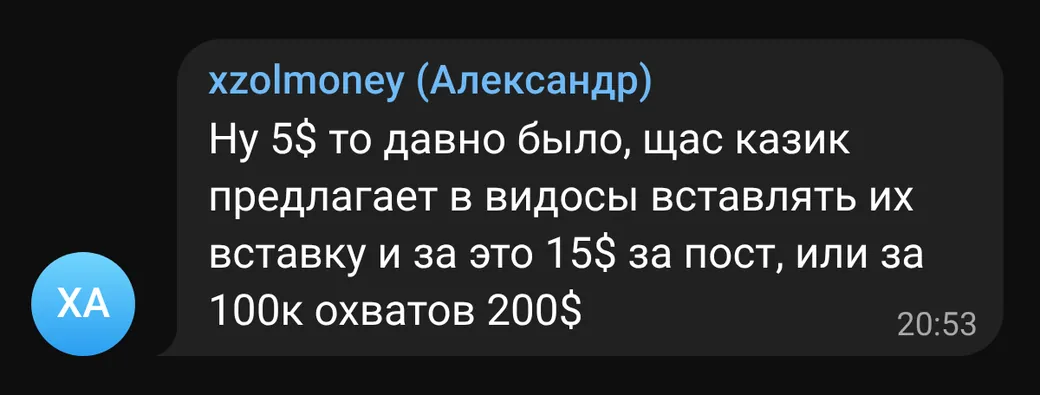 xzolmoney (Александр)
Ну 5$ то давно было, щас казик
предлагает в видосы вставлять их
вставку и за это 15$ за пост, или за
100к охватов 200$
20:53
XA